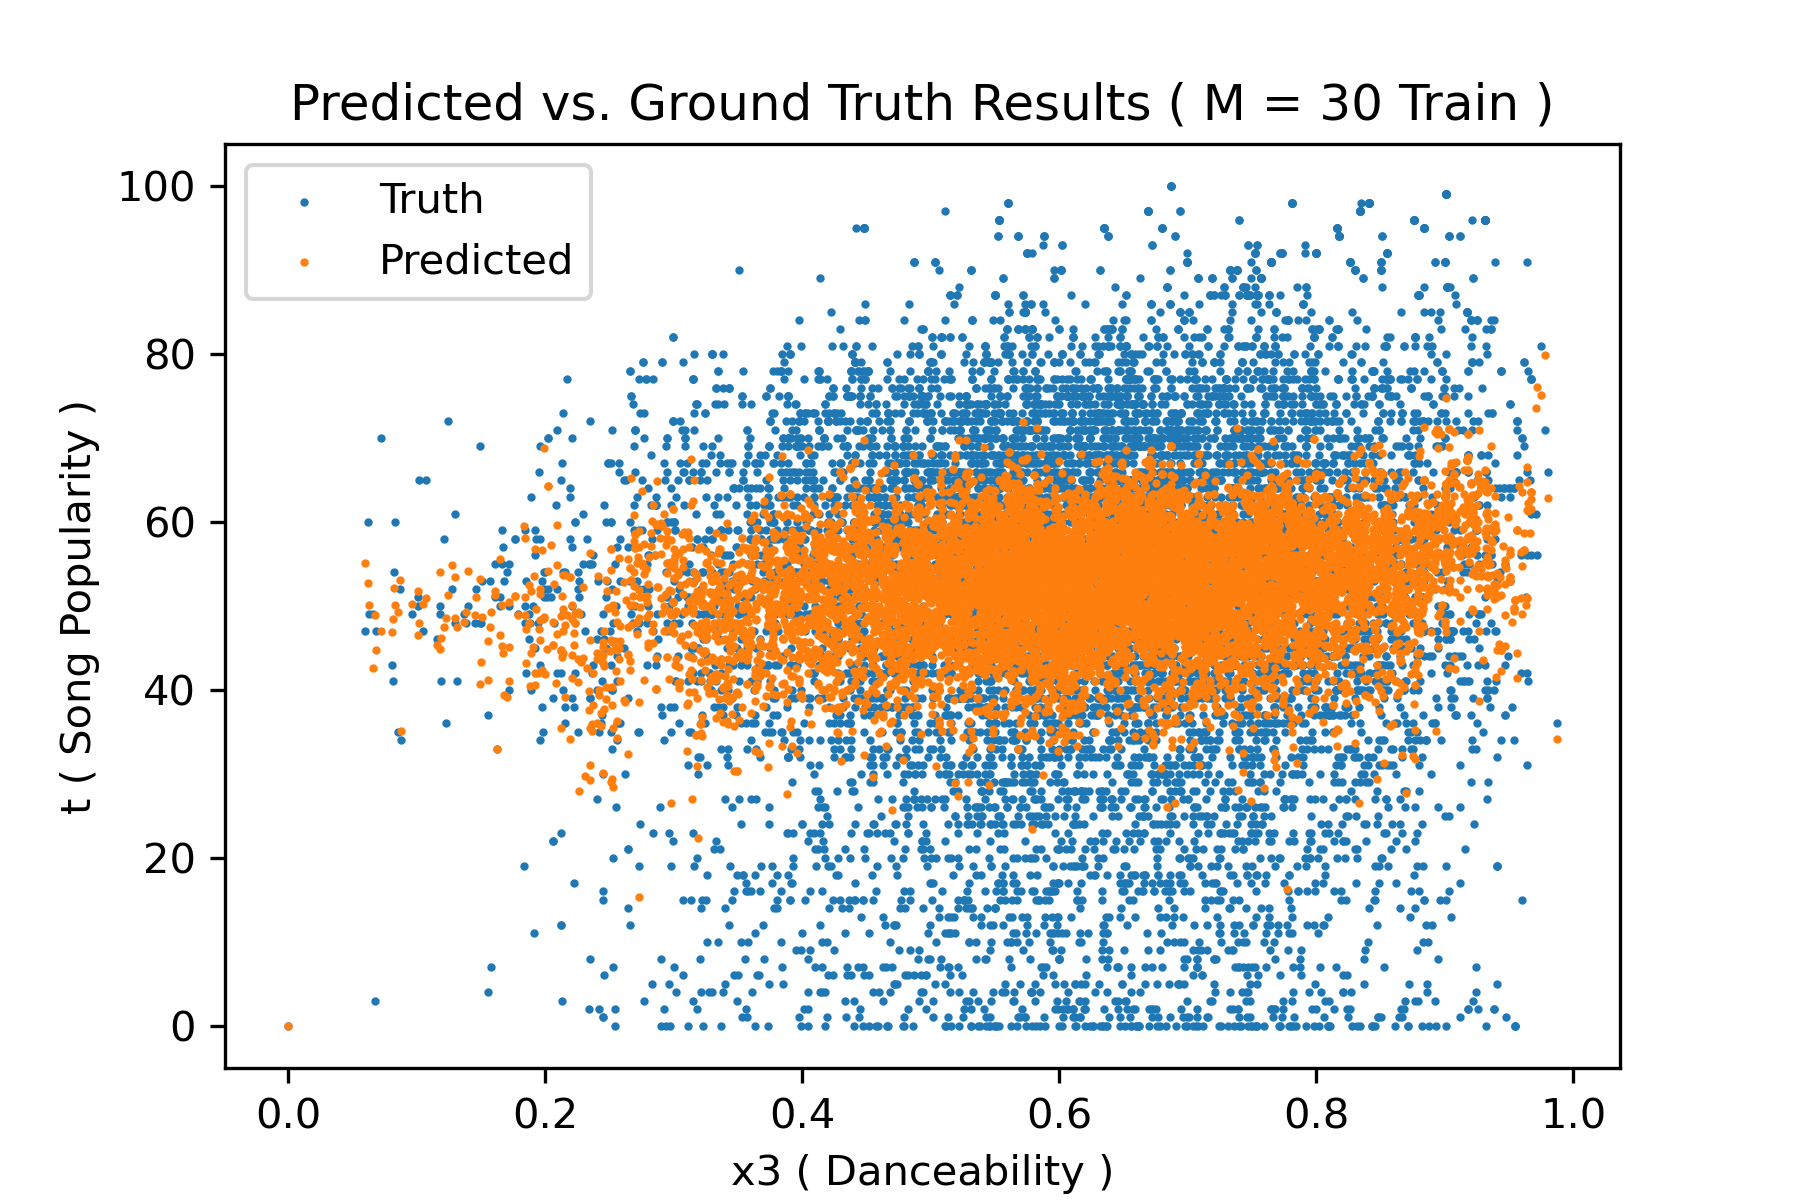 Predicted vs. Ground Truth Results ( M = 30 Train )
Truth
Predicted
100
80
60
40
20
0
t ( Song Popularity )
0.0 0.2 0.4 0.6 0.8 1.0
x3 ( Danceability )